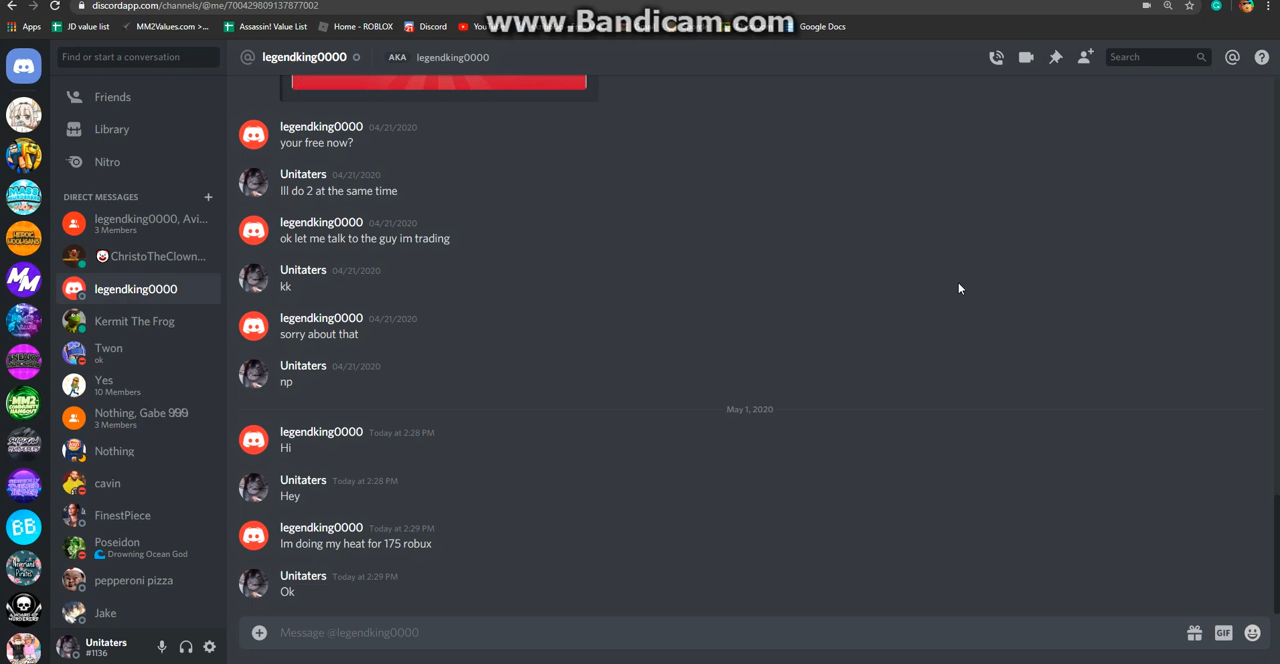 discordapp.com/channels/@me/700429809137877002
www.Bandicam.com
Apps
JD value list
MM2Values.com >...
Assassin! Value List
Home - ROBLOX
Discord
You
Google Docs
Find or start a conversation
@ legendking0000
AKA legendking0000
Search
Friends
Library
Nitro
DIRECT MESSAGES +
legendking0000, Avi...
3 Members
ChristoTheClown...
legendking0000
Kermit The Frog
Twon
ok
Yes
10 Members
Nothing, Gabe 999
3 Members
Nothing
cavin
FinestPiece
Poseidon
Drowning Ocean God
pepperoni pizza
Jake
Unitaters
#1136
legendking0000 04/21/2020
your free now?
Unitaters 04/21/2020
Ill do 2 at the same time
legendking0000 04/21/2020
ok let me talk to the guy im trading
Unitaters 04/21/2020
kk
legendking0000 04/21/2020
sorry about that
Unitaters 04/21/2020
np
May 1, 2020
legendking0000 Today at 2:28 PM
Hi
Unitaters Today at 2:28 PM
Hey
legendking0000 Today at 2:29 PM
Im doing my heat for 175 robux
Unitaters Today at 2:29 PM
Ok
Message @legendking0000
GIF
MM
BB